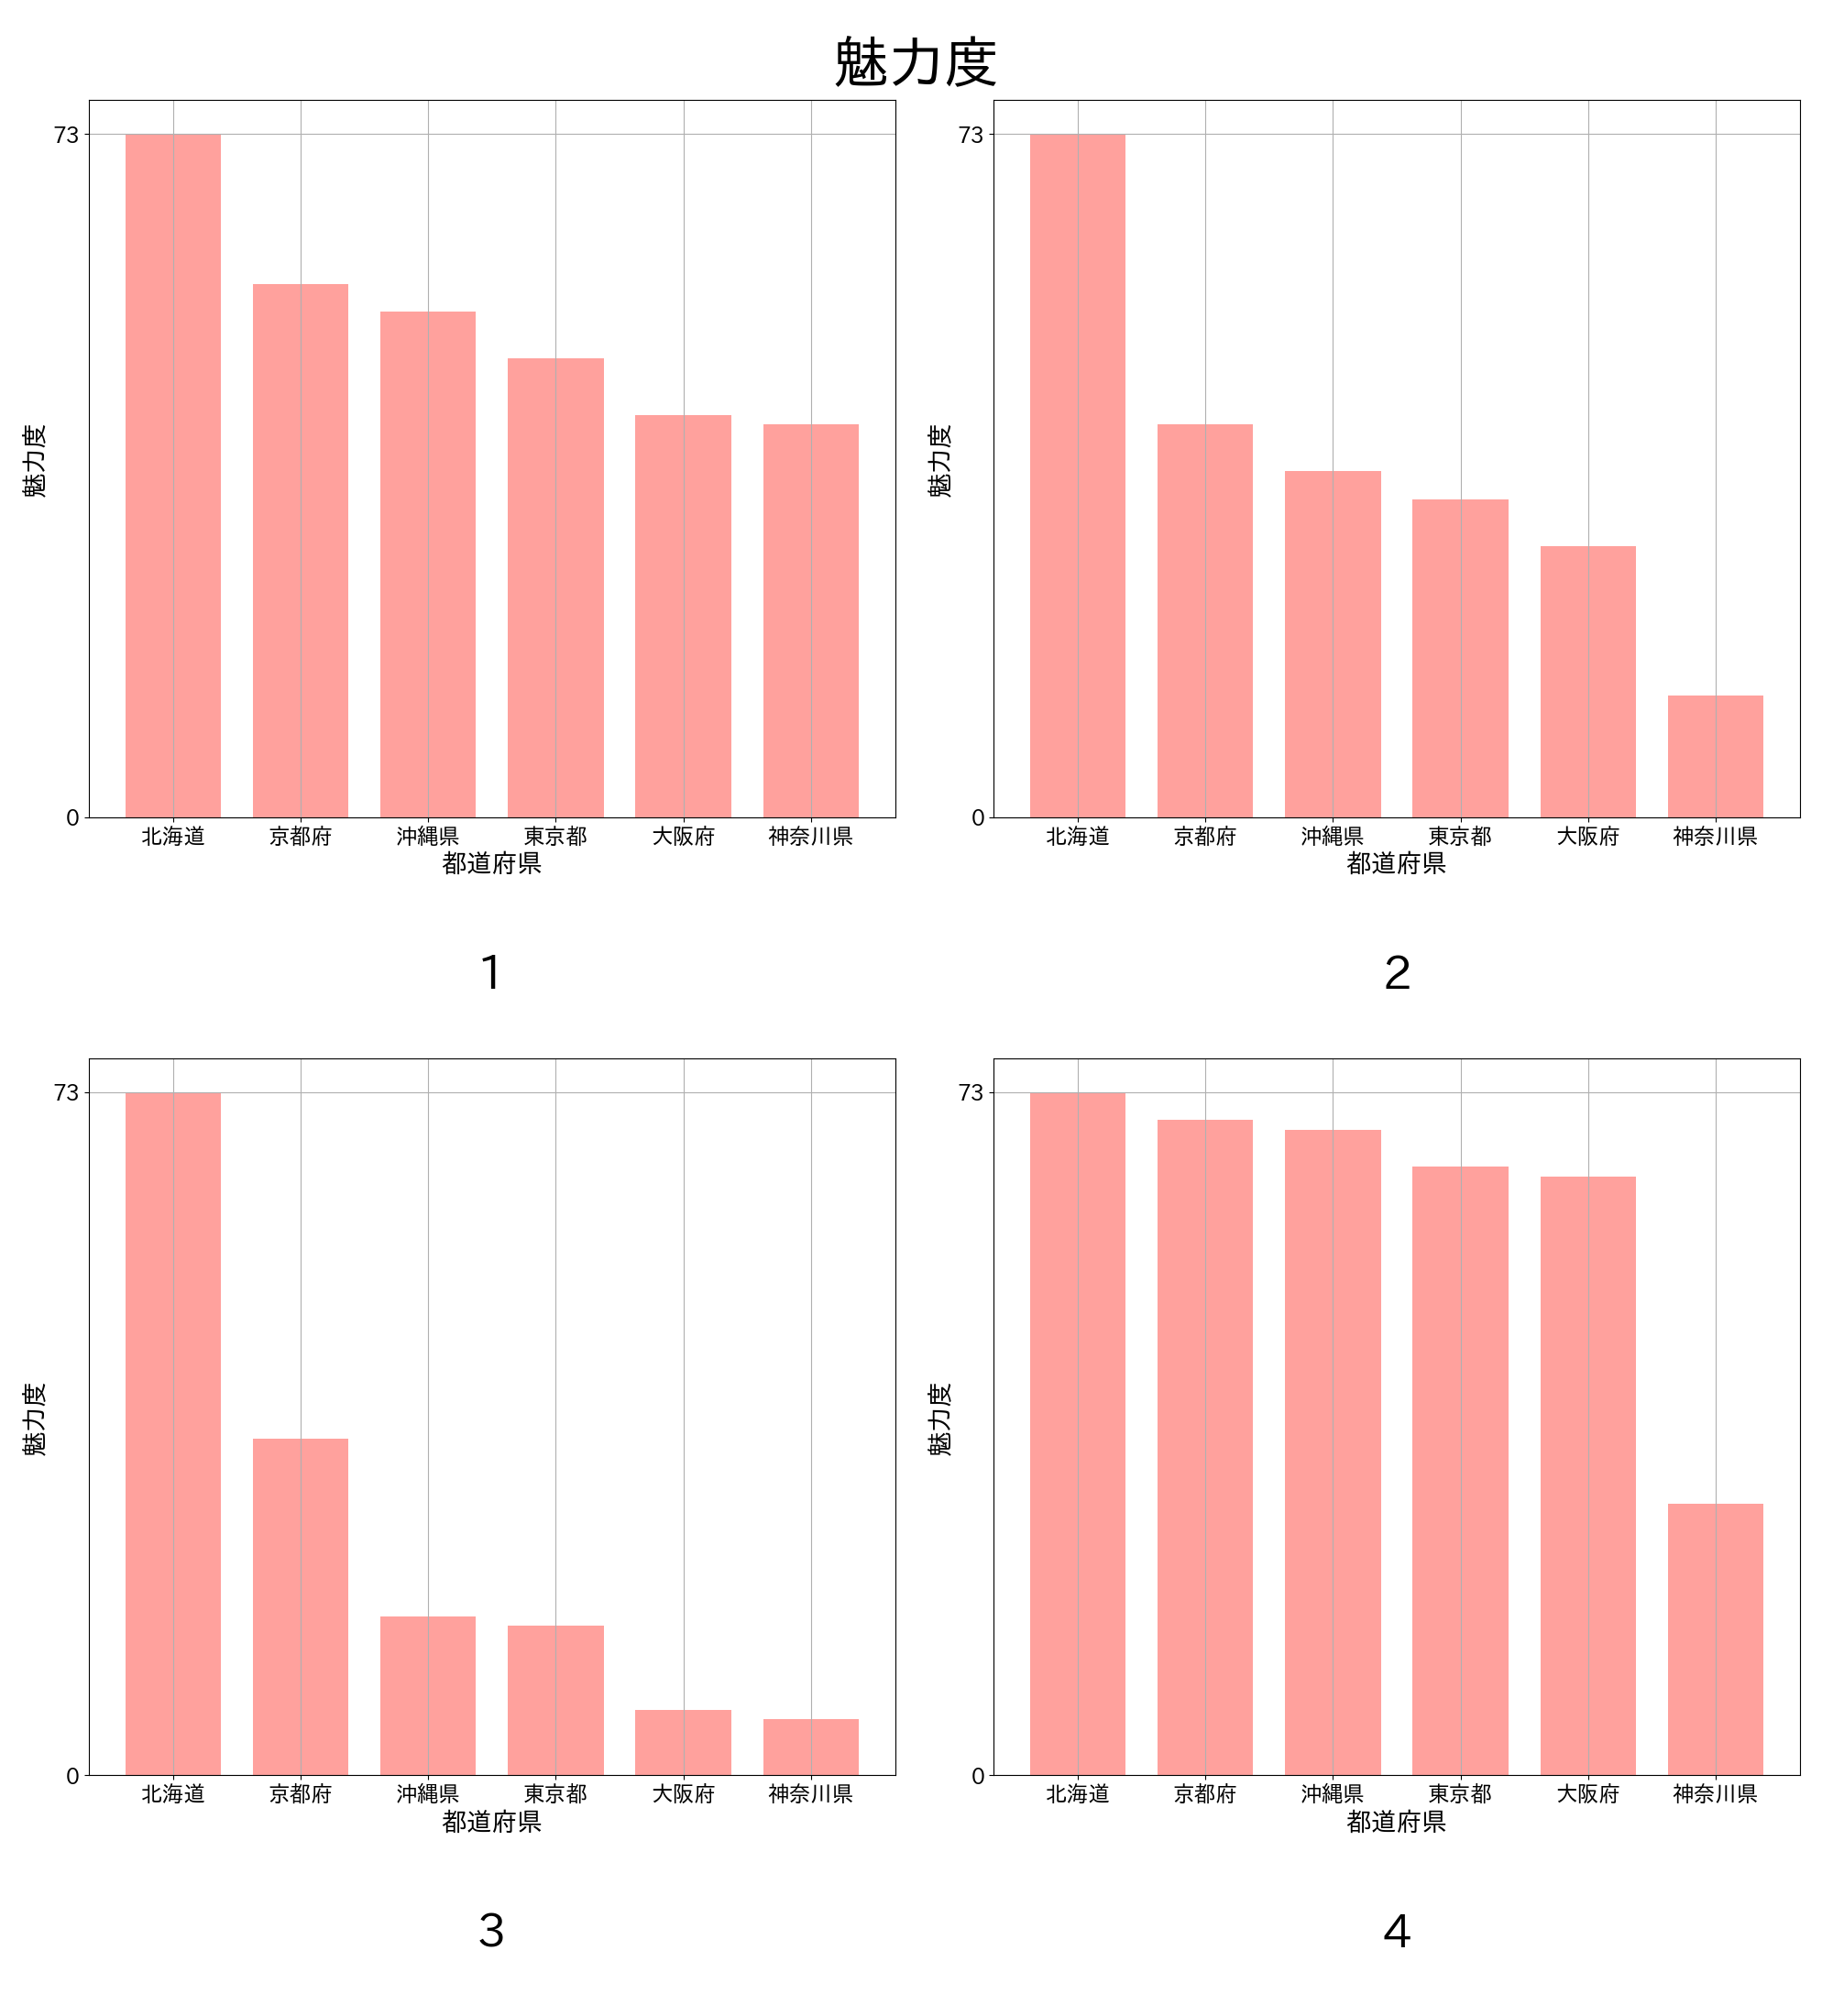 魅力度
73
0
魅力度
北海道 京都府 沖縄県 東京都 大阪府 神奈川県
都道府県
1
73
0
魅力度
北海道 京都府 沖縄県 東京都 大阪府 神奈川県
都道府県
2
73
0
魅力度
北海道 京都府 沖縄県 東京都 大阪府 神奈川県
都道府県
3
73
0
魅力度
北海道 京都府 沖縄県 東京都 大阪府 神奈川県
都道府県
4